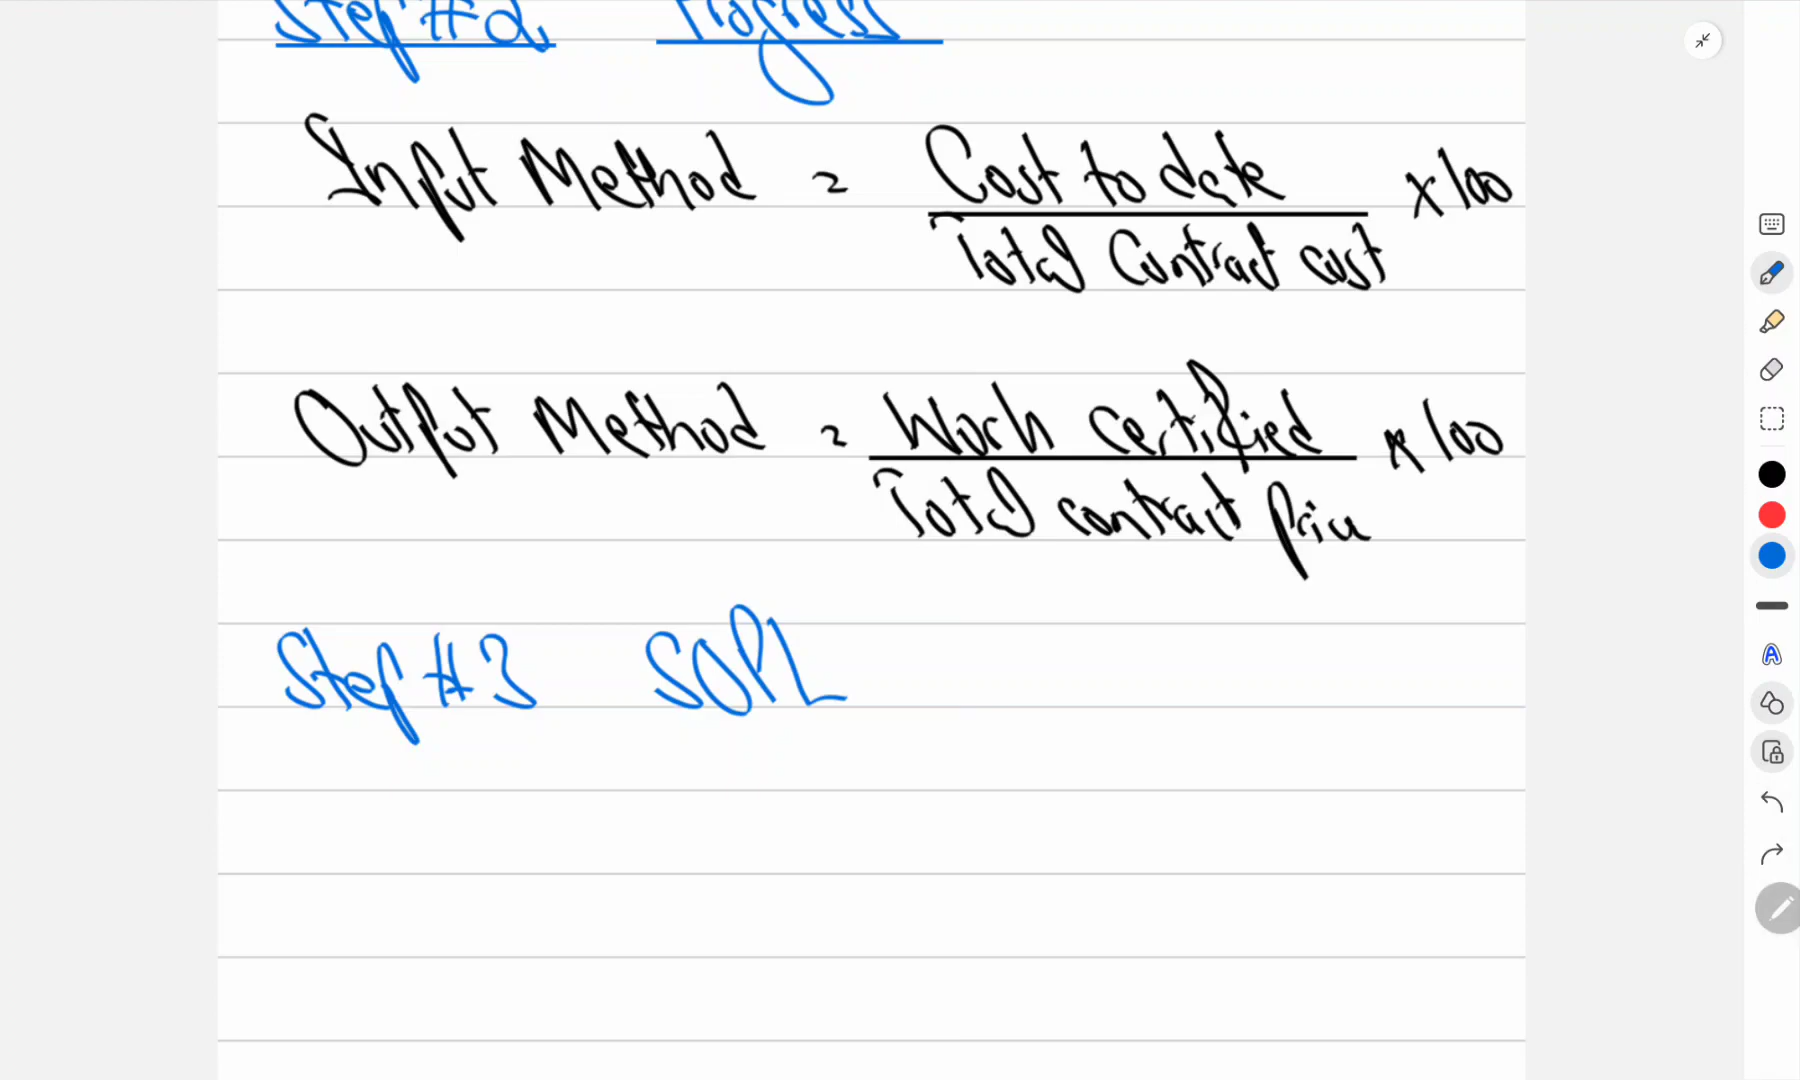 Step #2 Progress
Input Method = Cost to date / Total Contract cost x100
Output Method = Work certified / Total contract price x100
Step #3 SOPL